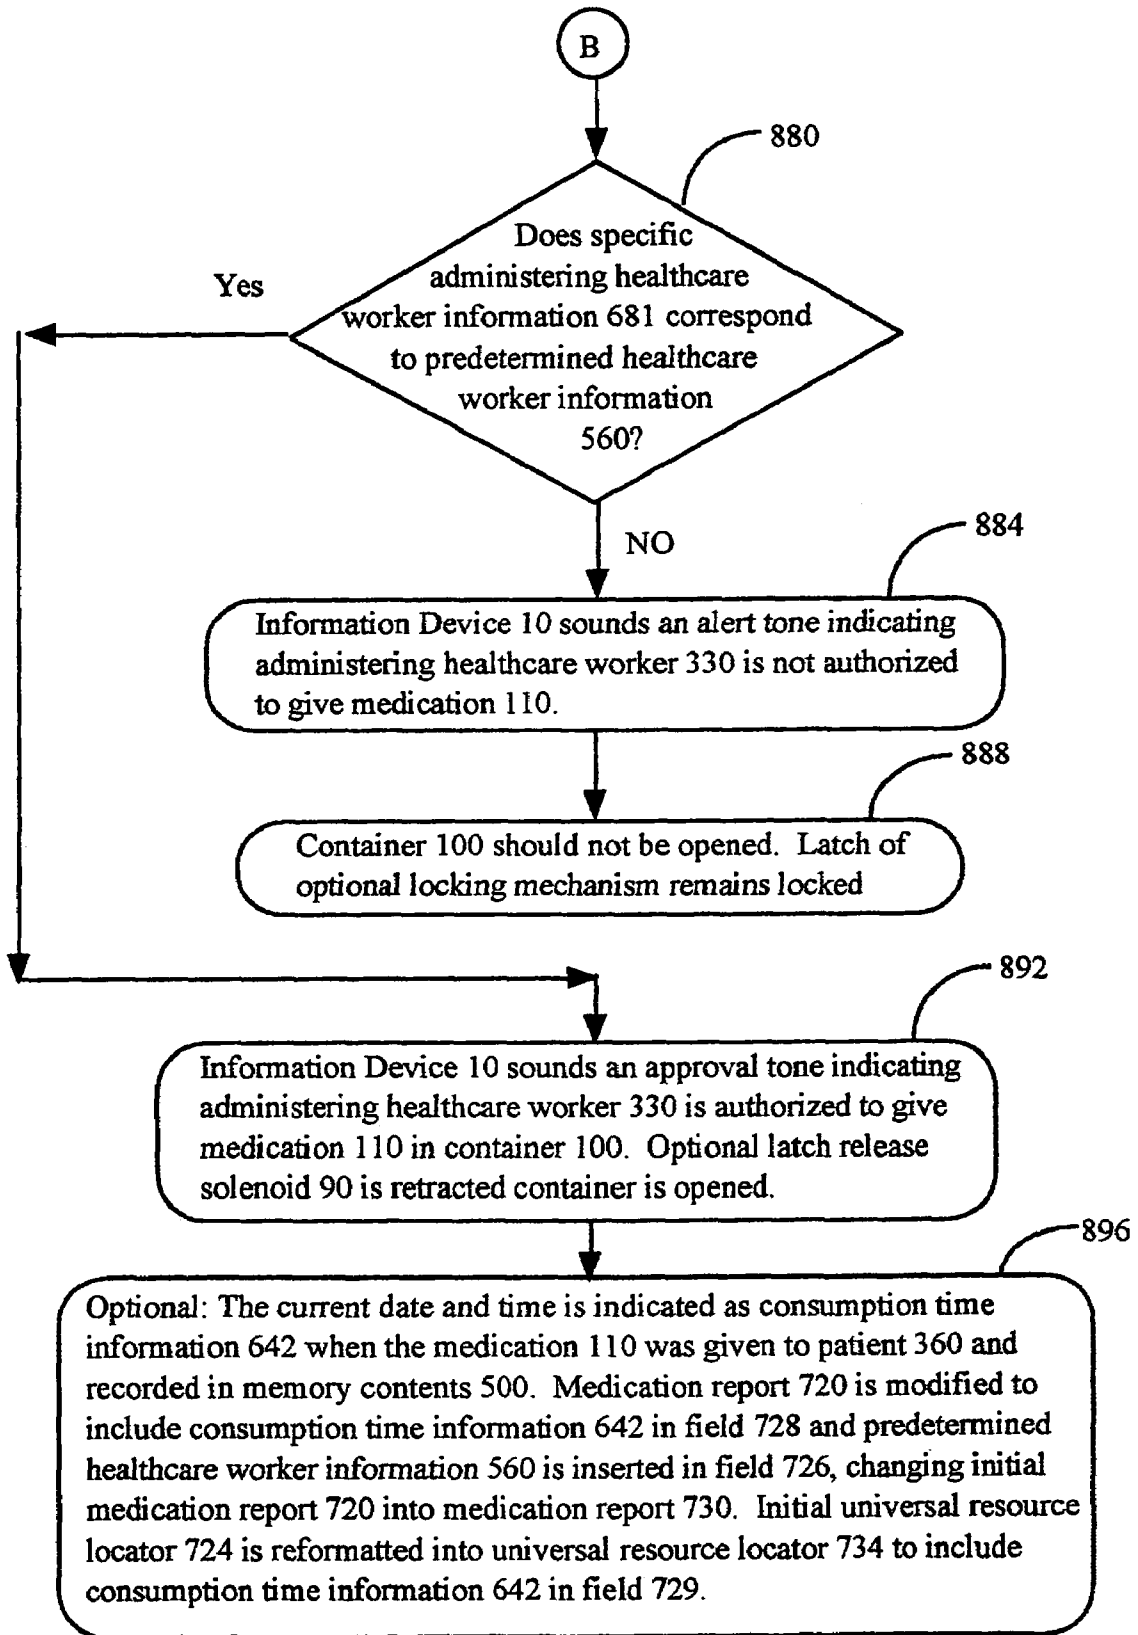 B
880
Does specific
administering healthcare
Yes
worker information 681 correspond
to predetermined healthcare
worker information
560?
NO
884
Information Device 10 sounds an alert tone indicating
administering healthcare worker 330 is not authorized
to give medication 110.
888
Container 100 should not be opened. Latch of
optional locking mechanism remains locked
892
Information Device 10 sounds an approval tone indicating
administering healthcare worker 330 is authorized to give
medication 110 in container 100. Optional latch release
solenoid 90 is retracted container is opened.
896
Optional: The current date and time is indicated as consumption time
information 642 when the medication 110 was given to patient 360 and
recorded in memory contents 500. Medication report 720 is modified to
include consumption time information 642 in field 728 and predetermined
healthcare worker information 560 is inserted in field 726, changing initial
medication report 720 into medication report 730. Initial universal resource
locator 724 is reformatted into universal resource locator 734 to include
consumption time information 642 in field 729.